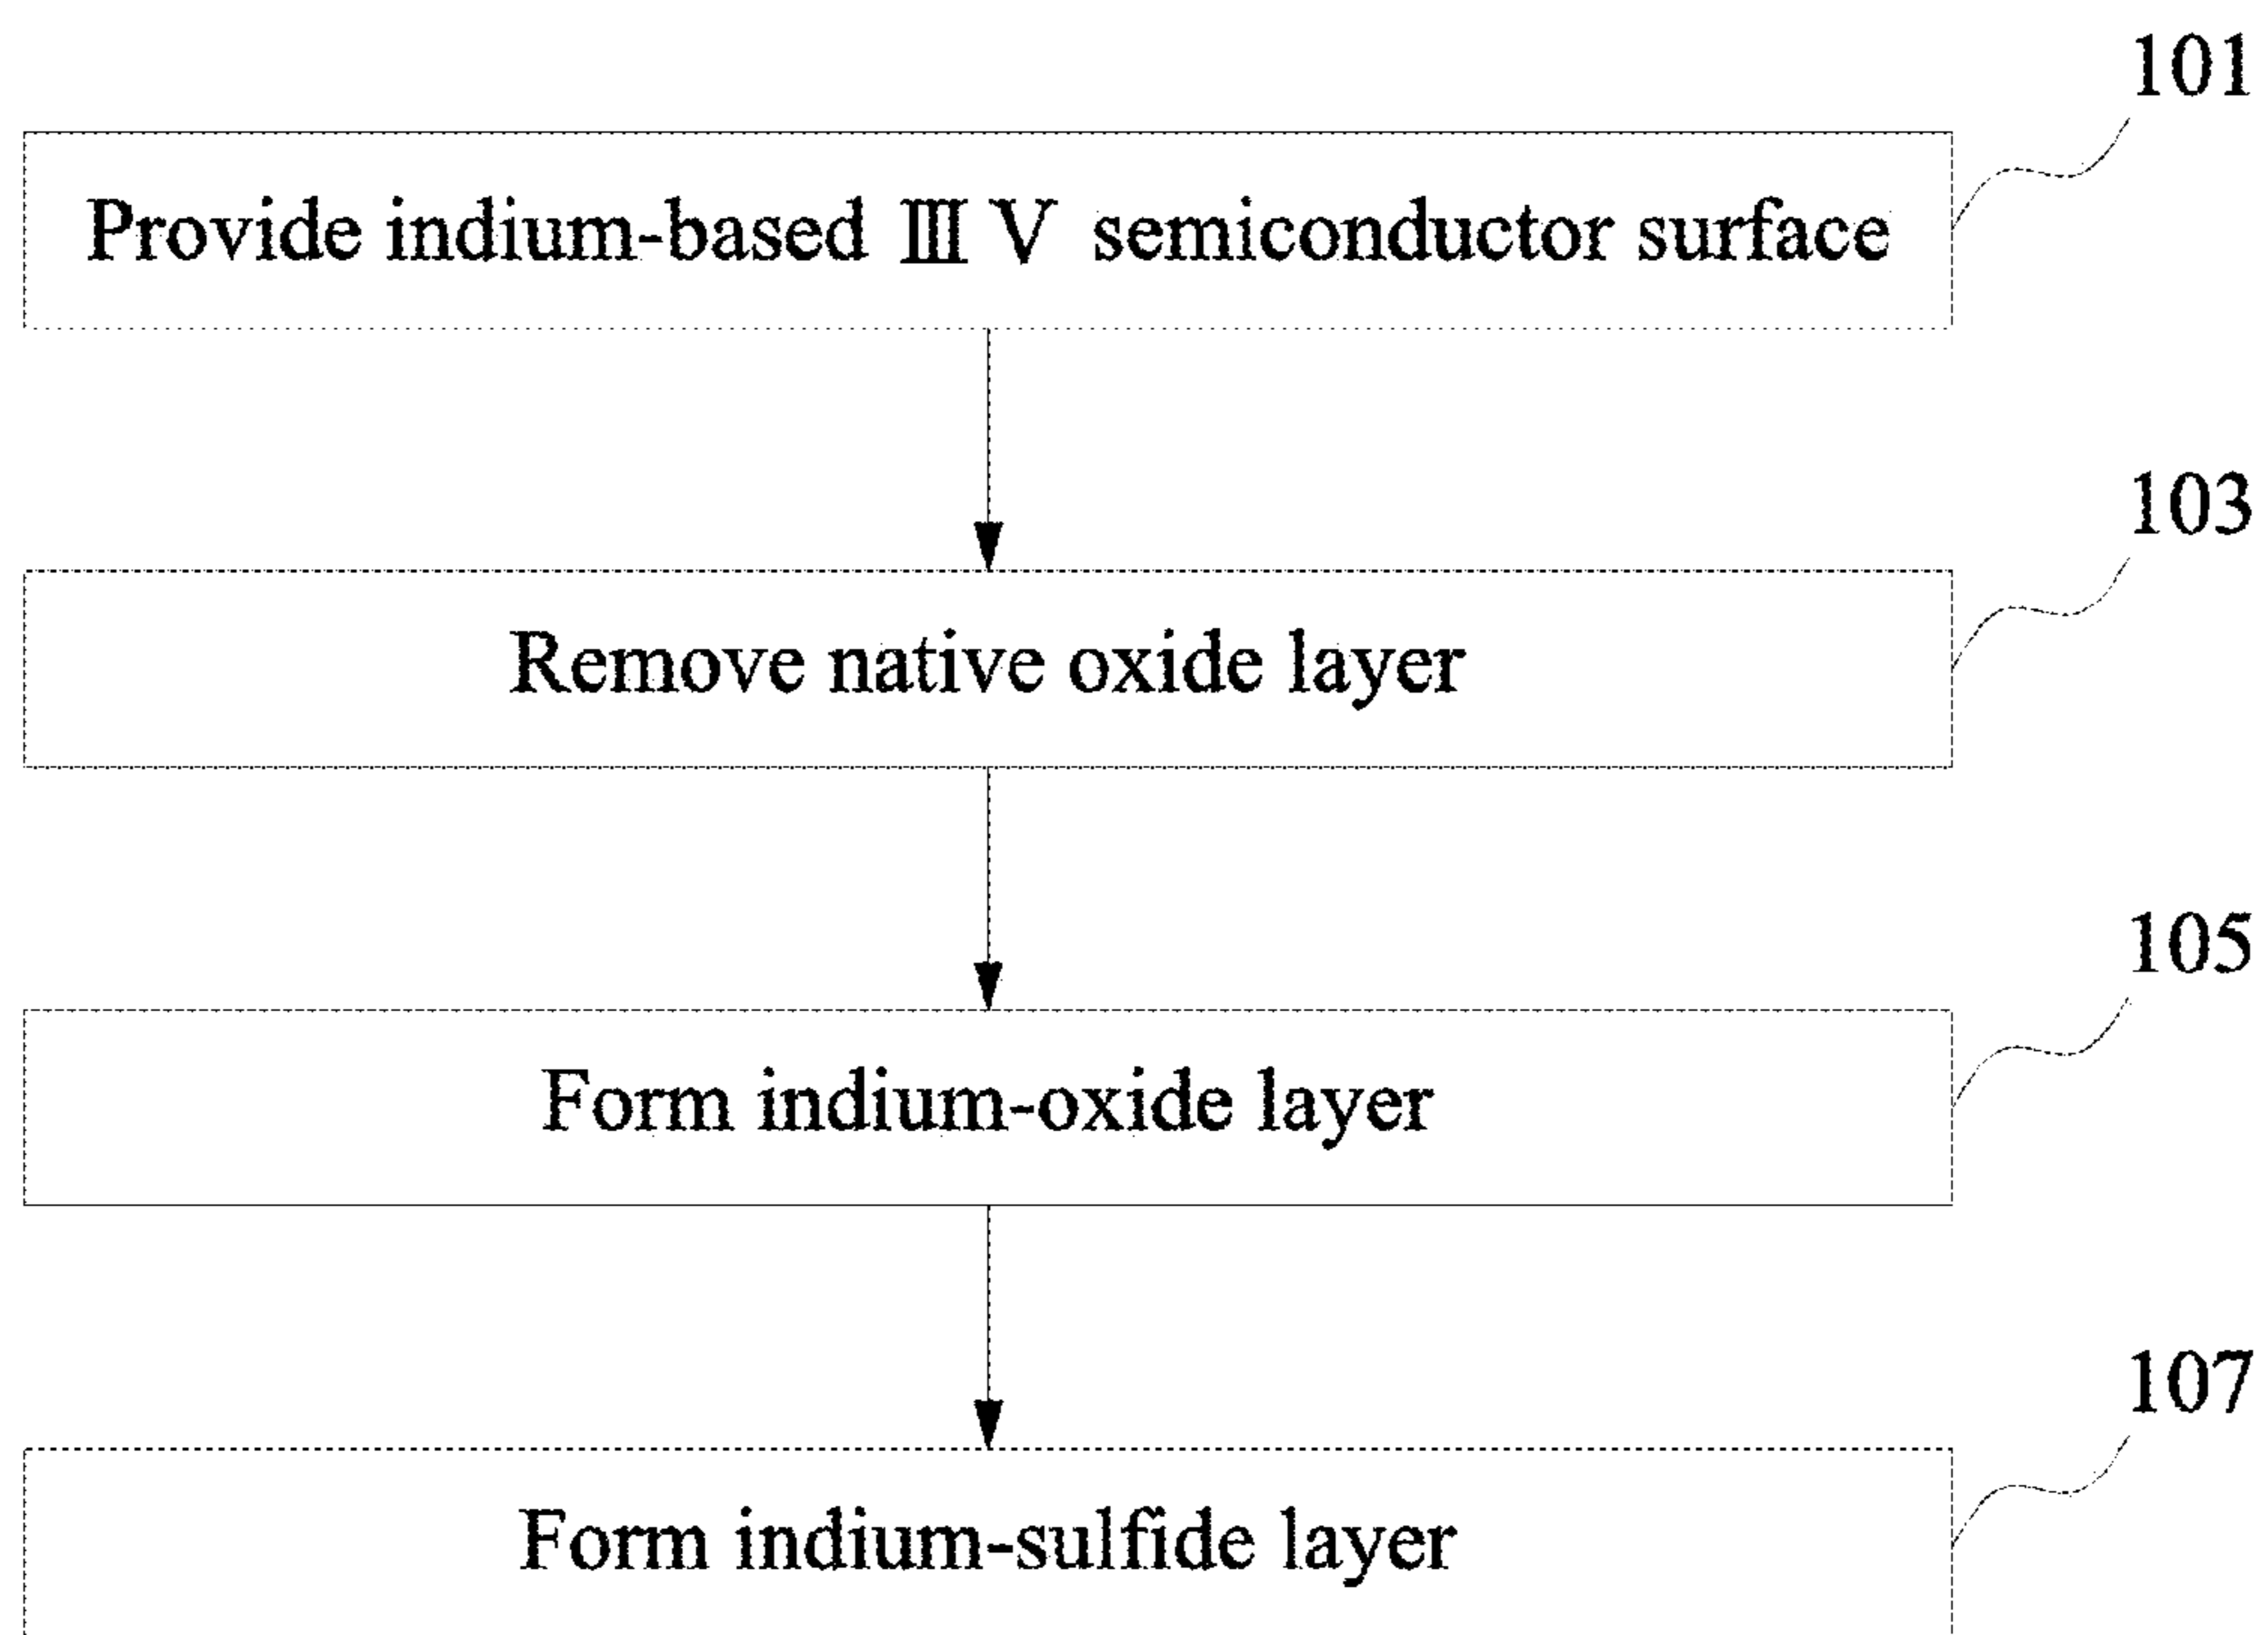 101
Provide indium-based Ⅲ Ⅴ semiconductor surface
103
Remove native oxide layer
105
Form indium-oxide layer
107
Form indium-sulfide layer